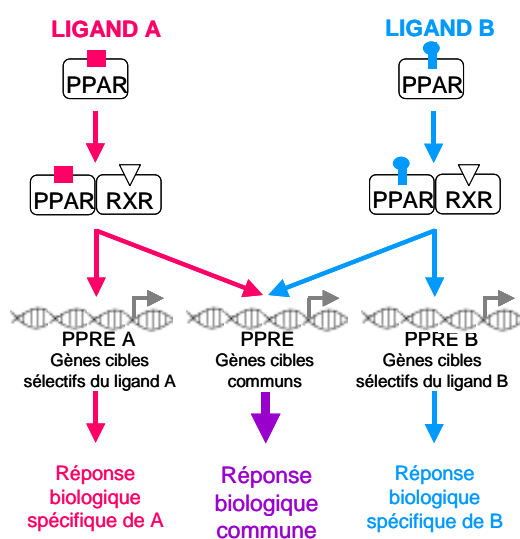 LIGAND A
LIGAND B
PPAR
PPAR
PPAR RXR
PPAR RXR
PPRE A
Gènes cibles
sélectifs du ligand A
PPRE
Gènes cibles
communs
PPRE B
Gènes cibles
sélectifs du ligand B
Réponse
biologique
spécifique de A
Réponse
biologique
commune
Réponse
biologique
spécifique de B